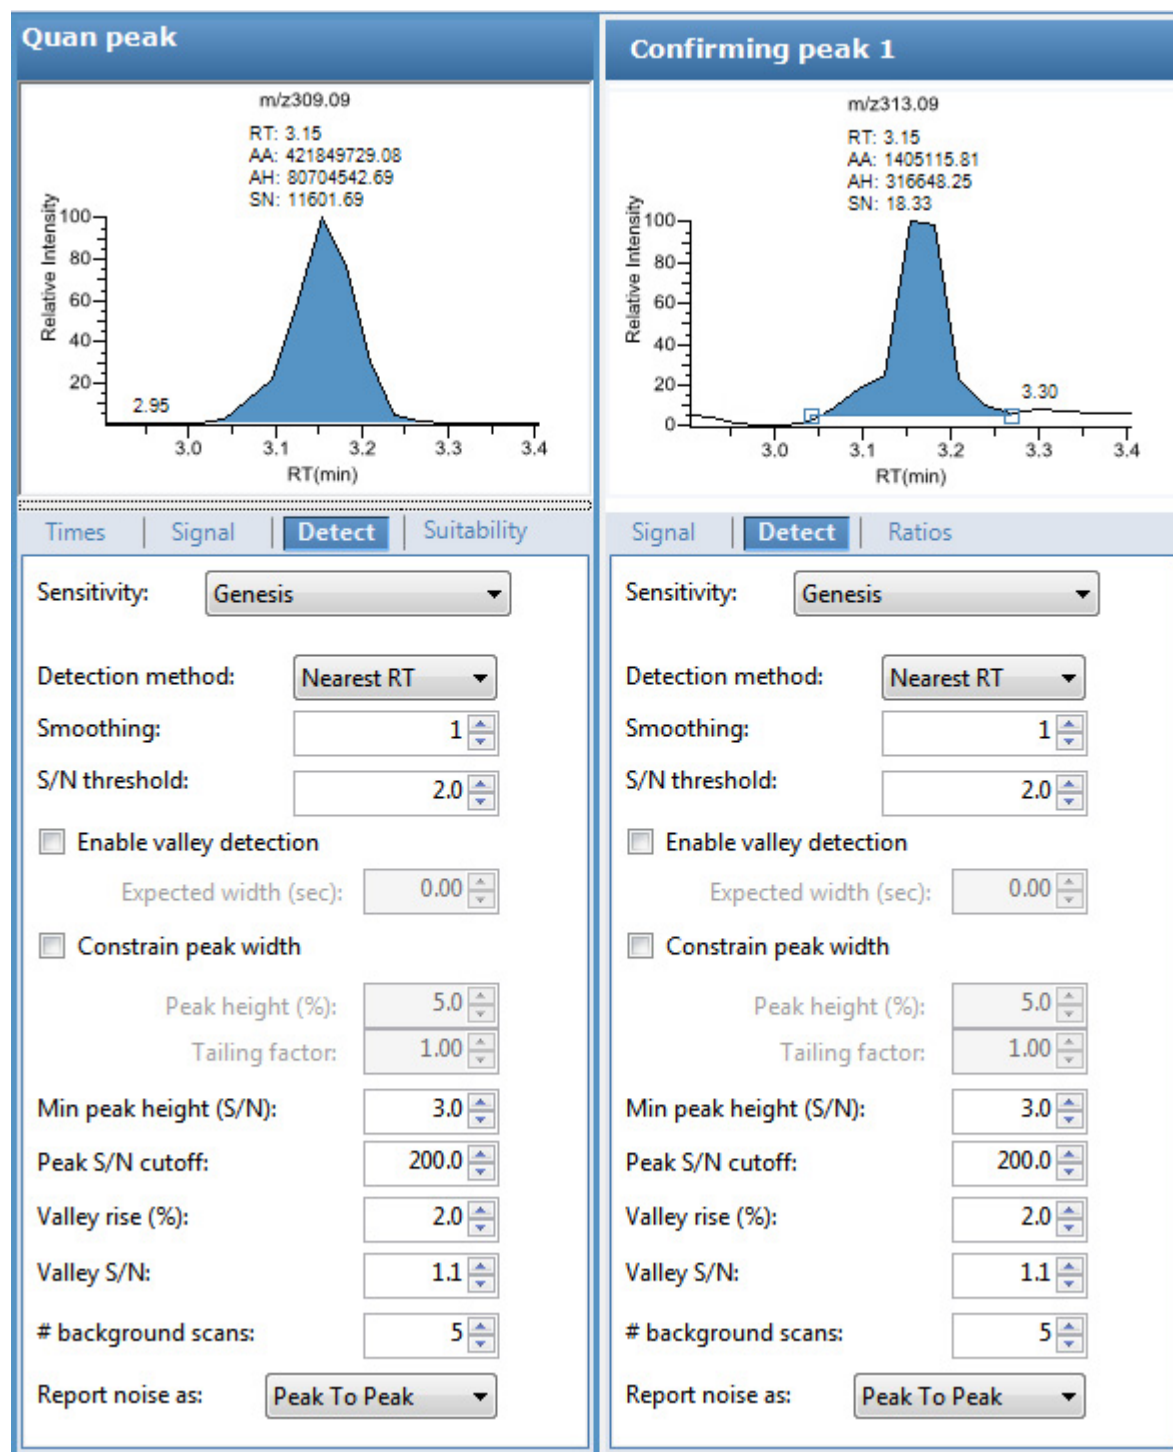 Quan peak
m/z309.09
RT: 3.15
AA: 421849729.08
AH: 80704542.69
SN: 11601.69
Relative Intensity
100
80
60
40
20
2.95
3.0 3.1 3.2 3.3 3.4
RT(min)
Times Signal Detect Suitability
Sensitivity: Genesis
Detection method: Nearest RT
Smoothing: 1
S/N threshold: 2.0
Enable valley detection
Expected width (sec): 0.00
Constrain peak width
Peak height (%): 5.0
Tailing factor: 1.00
Min peak height (S/N): 3.0
Peak S/N cutoff: 200.0
Valley rise (%): 2.0
Valley S/N: 1.1
# background scans: 5
Report noise as: Peak To Peak
Confirming peak 1
m/z313.09
RT: 3.15
AA: 1405115.81
AH: 316648.25
SN: 18.33
Relative Intensity
100
80
60
40
20
0
3.30
3.0 3.1 3.2 3.3 3.4
RT(min)
Signal Detect Ratios
Sensitivity: Genesis
Detection method: Nearest RT
Smoothing: 1
S/N threshold: 2.0
Enable valley detection
Expected width (sec): 0.00
Constrain peak width
Peak height (%): 5.0
Tailing factor: 1.00
Min peak height (S/N): 3.0
Peak S/N cutoff: 200.0
Valley rise (%): 2.0
Valley S/N: 1.1
# background scans: 5
Report noise as: Peak To Peak